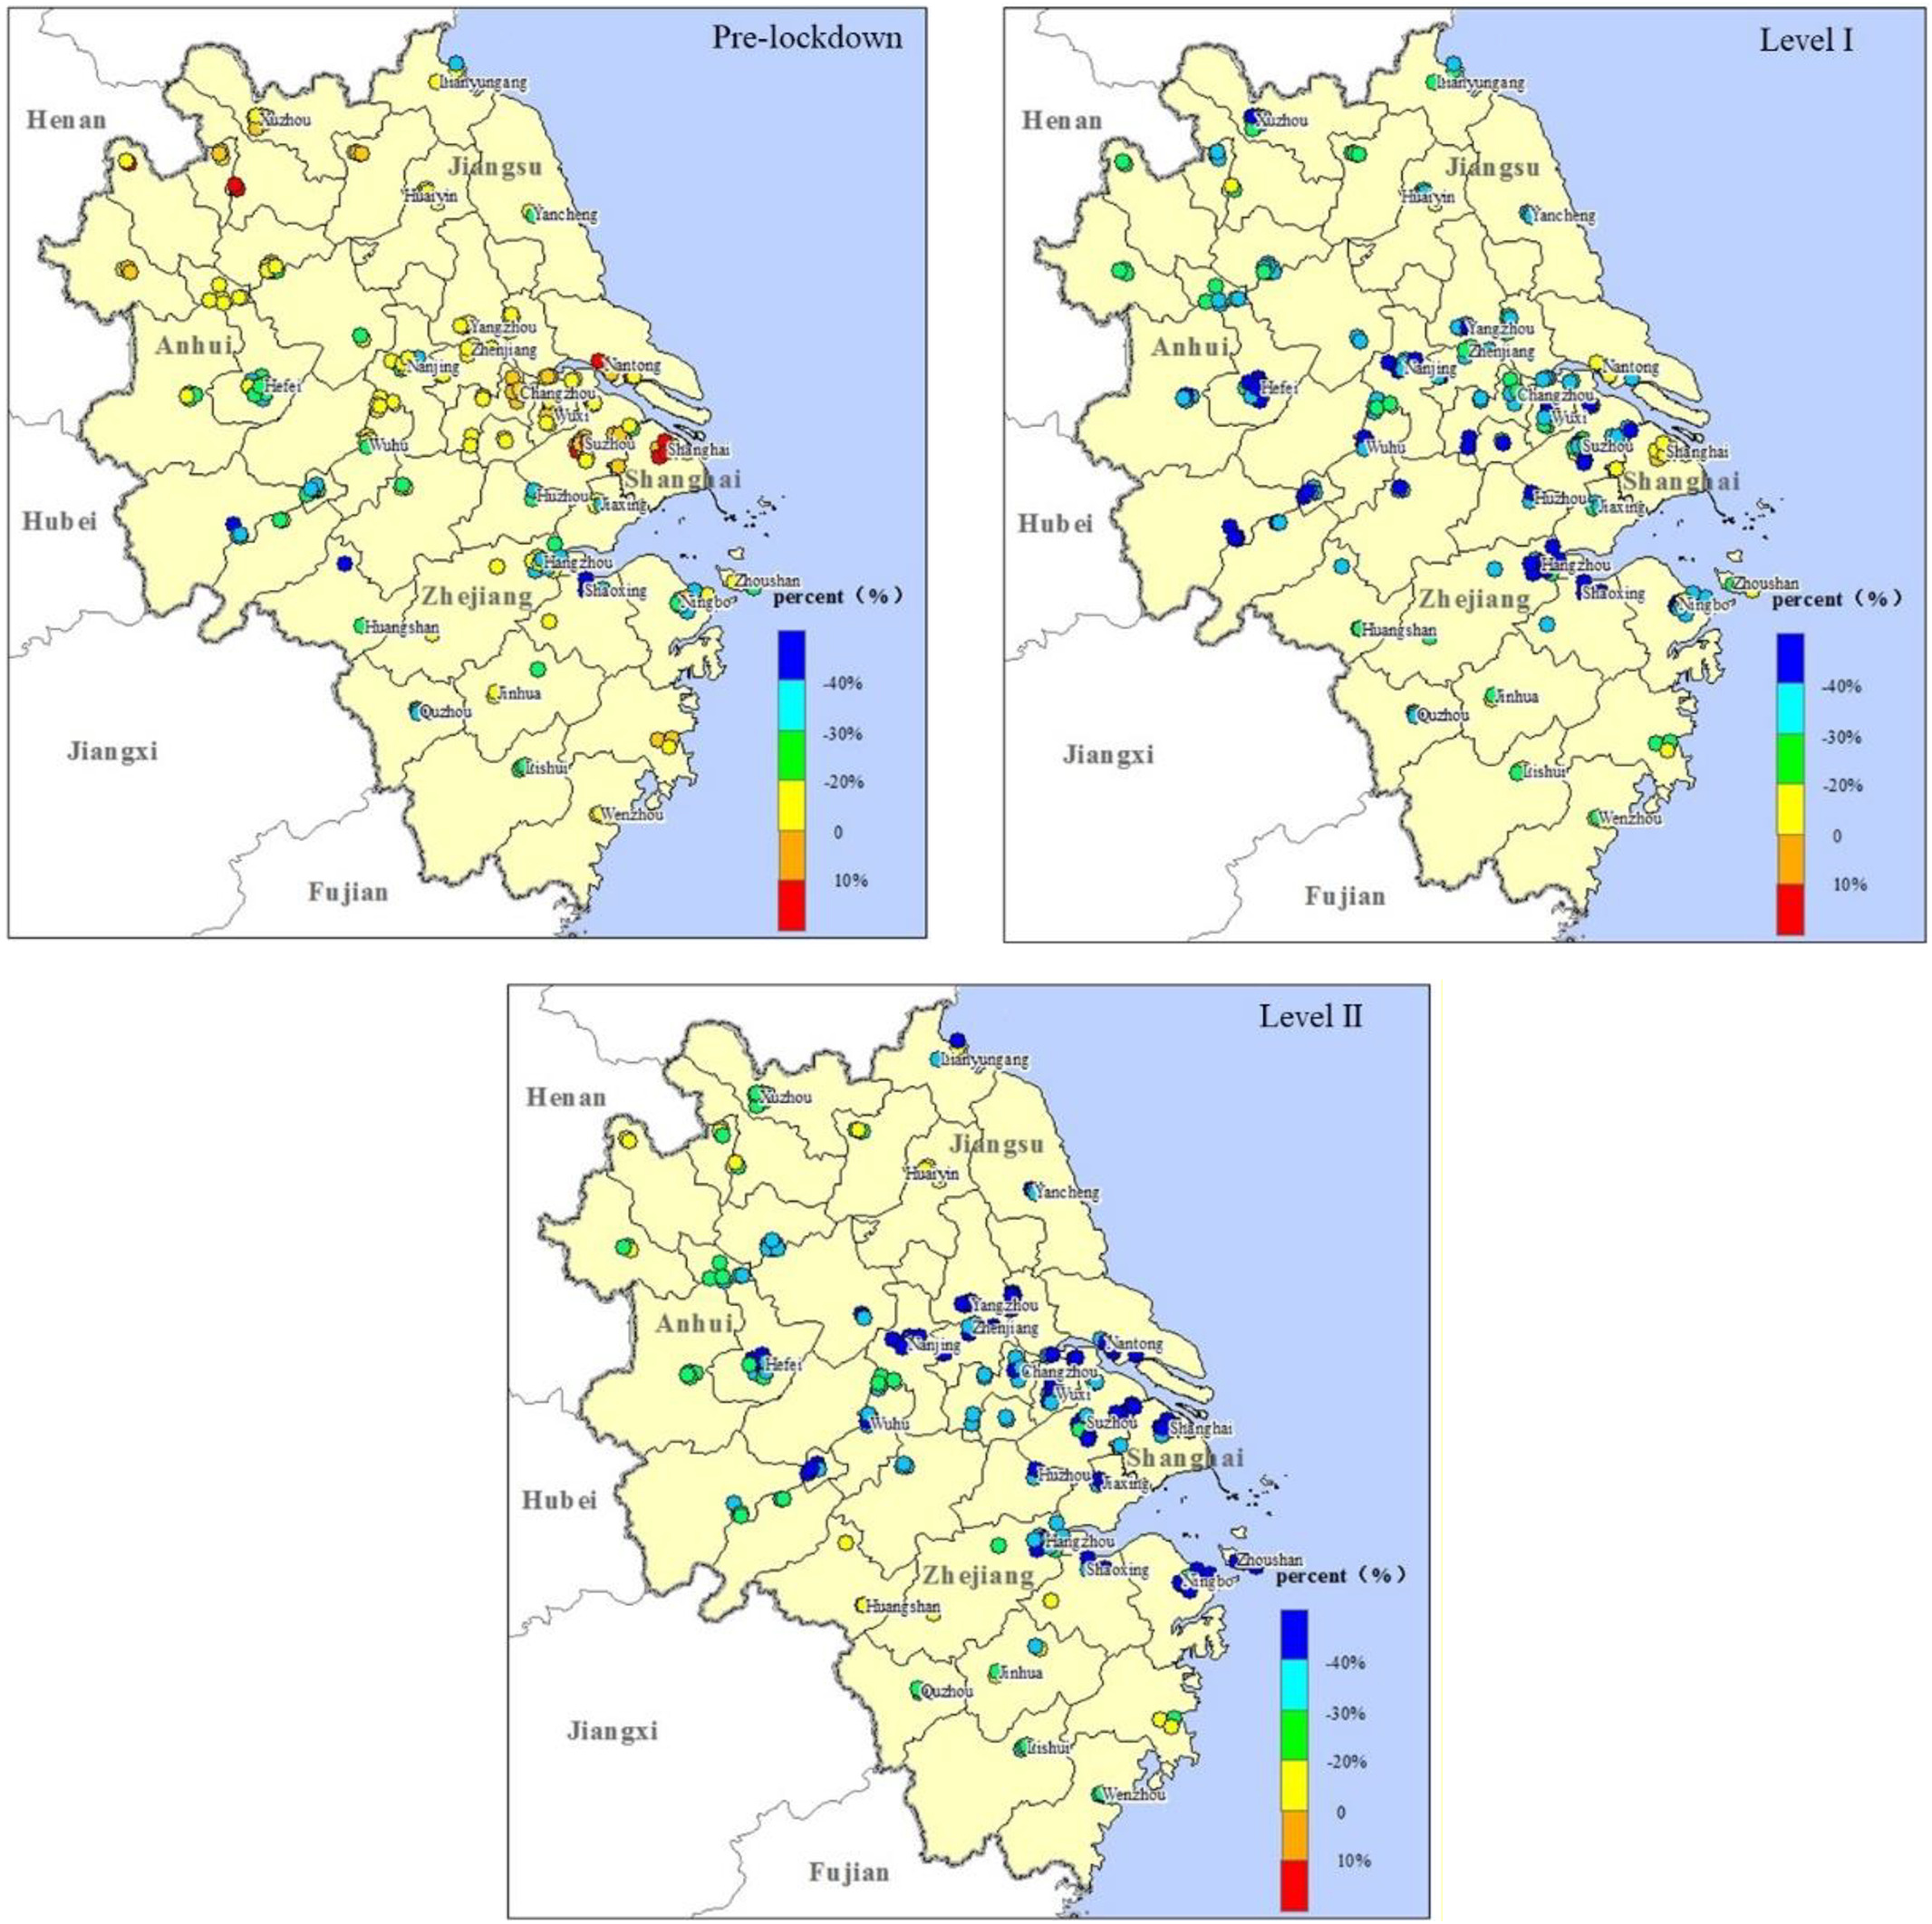 Pre-lockdown
Lianyungang
Henan
Xuzhou
Jiangsu
Huaiyin
Yancheng
Yangzhou
Anhui
Zhenjiang
Nanjing
Nantong
Hefei
Changzhou
Wuxi
Wuhu
Suzhou
Shanghai
Shanghai
Huzhou
Jiaxing
Hubei
Hangzhou
Zhoushan
Shaoxing
Zhejiang
Ningbo
percent（%）
Huangshan
-40%
Jinhua
Quzhou
-30%
Jiangxi
Lishui
-20%
Wenzhou
0
10%
Fujian
Level I
Lianyungang
Henan
Xuzhou
Jiangsu
Huaiyin
Yancheng
Yangzhou
Anhui
Zhenjiang
Nanjing
Nantong
Hefei
Changzhou
Wuxi
Wuhu
Suzhou
Shanghai
Shanghai
Huzhou
Jiaxing
Hubei
Hangzhou
Zhoushan
Shaoxing
Zhejiang
Ningbo
percent（%）
Huangshan
-40%
Jinhua
Quzhou
-30%
Jiangxi
Lishui
-20%
Wenzhou
0
10%
Fujian
Level II
Lianyungang
Henan
Xuzhou
Jiangsu
Huaiyin
Yancheng
Yangzhou
Anhui
Zhenjiang
Nanjing
Nantong
Hefei
Changzhou
Wuxi
Wuhu
Suzhou
Shanghai
Shanghai
Huzhou
Jiaxing
Hubei
Hangzhou
Zhoushan
Shaoxing
Zhejiang
Ningbo
percent（%）
Huangshan
-40%
Jinhua
Quzhou
-30%
Jiangxi
Lishui
-20%
Wenzhou
0
10%
Fujian